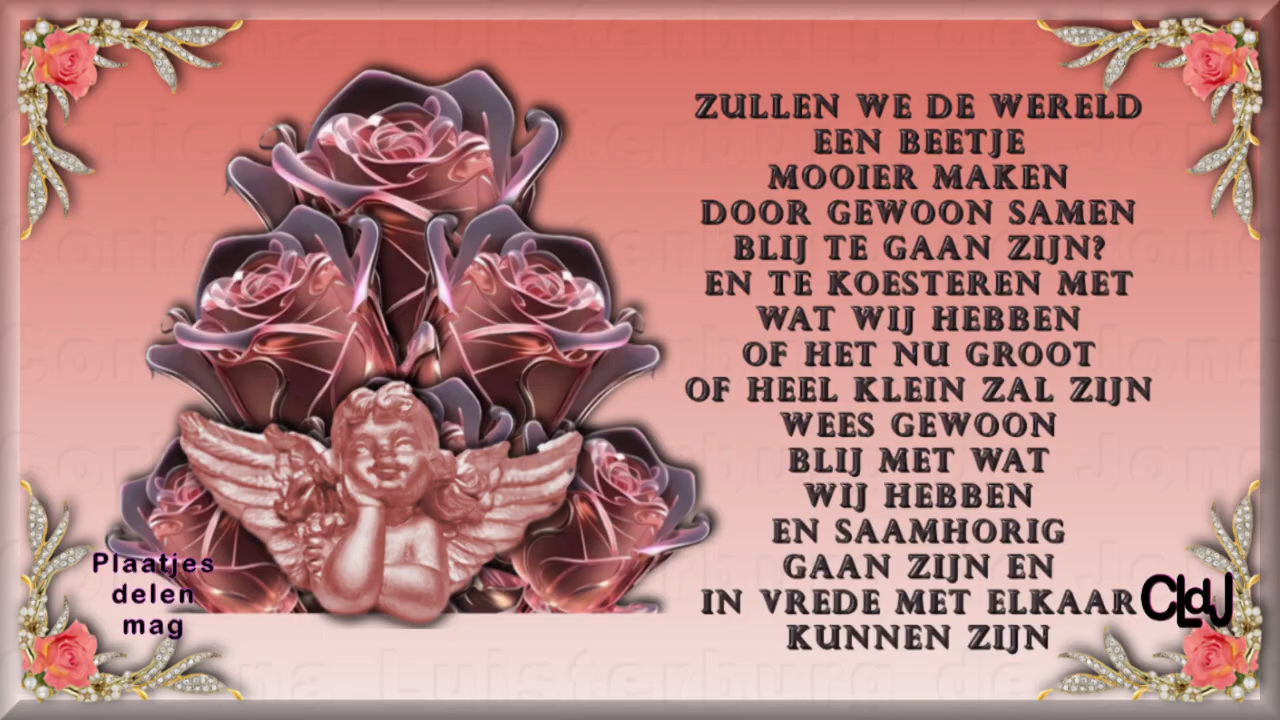 ZULLEN WE DE WERELD
EEN BEETJE
MOOIER MAKEN
DOOR GEWOON SAMEN
BLIJ TE GAAN ZIJN?
EN TE KOESTEREN MET
WAT WIJ HEBBEN
OF HET NU GROOT
OF HEEL KLEIN ZAL ZIJN
WEES GEWOON
BLIJ MET WAT
WIJ HEBBEN
EN SAAMHORIG
GAAN ZIJN EN
IN VREDE MET ELKAAR
KUNNEN ZIJN
CLdJ
Plaatjes
delen
mag